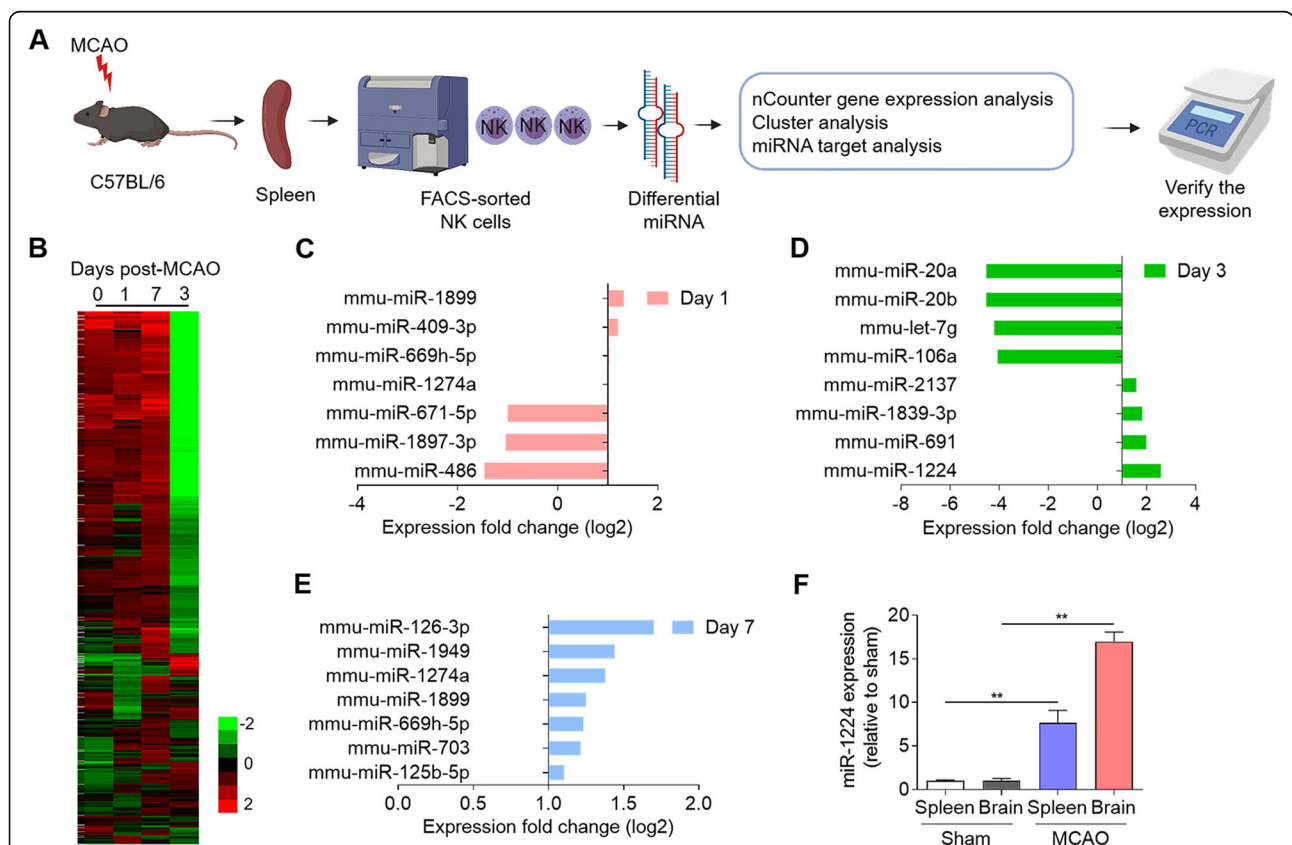 A
MCAO
C57BL/6
Spleen
NK NK NK
FACS-sorted
NK cells
Differential
miRNA
nCounter gene expression analysis
Cluster analysis
miRNA target analysis
PCR
Verify the
expression
B
Days post-MCAO
0 1 7 3
-2
0
2
C
mmu-miR-1899
mmu-miR-409-3p
mmu-miR-669h-5p
mmu-miR-1274a
mmu-miR-671-5p
mmu-miR-1897-3p
mmu-miR-486
Day 1
-4 -2 0 2
Expression fold change (log2)
D
mmu-miR-20a
mmu-miR-20b
mmu-let-7g
mmu-miR-106a
mmu-miR-2137
mmu-miR-1839-3p
mmu-miR-691
mmu-miR-1224
Day 3
-8 -6 -4 -2 0 2 4
Expression fold change (log2)
E
mmu-miR-126-3p
mmu-miR-1949
mmu-miR-1274a
mmu-miR-1899
mmu-miR-669h-5p
mmu-miR-703
mmu-miR-125b-5p
Day 7
0.0 0.5 1.0 1.5 2.0
Expression fold change (log2)
F
miR-1224 expression
(relative to sham)
20
15
10
5
0
**
**
Spleen Brain Spleen Brain
Sham MCAO